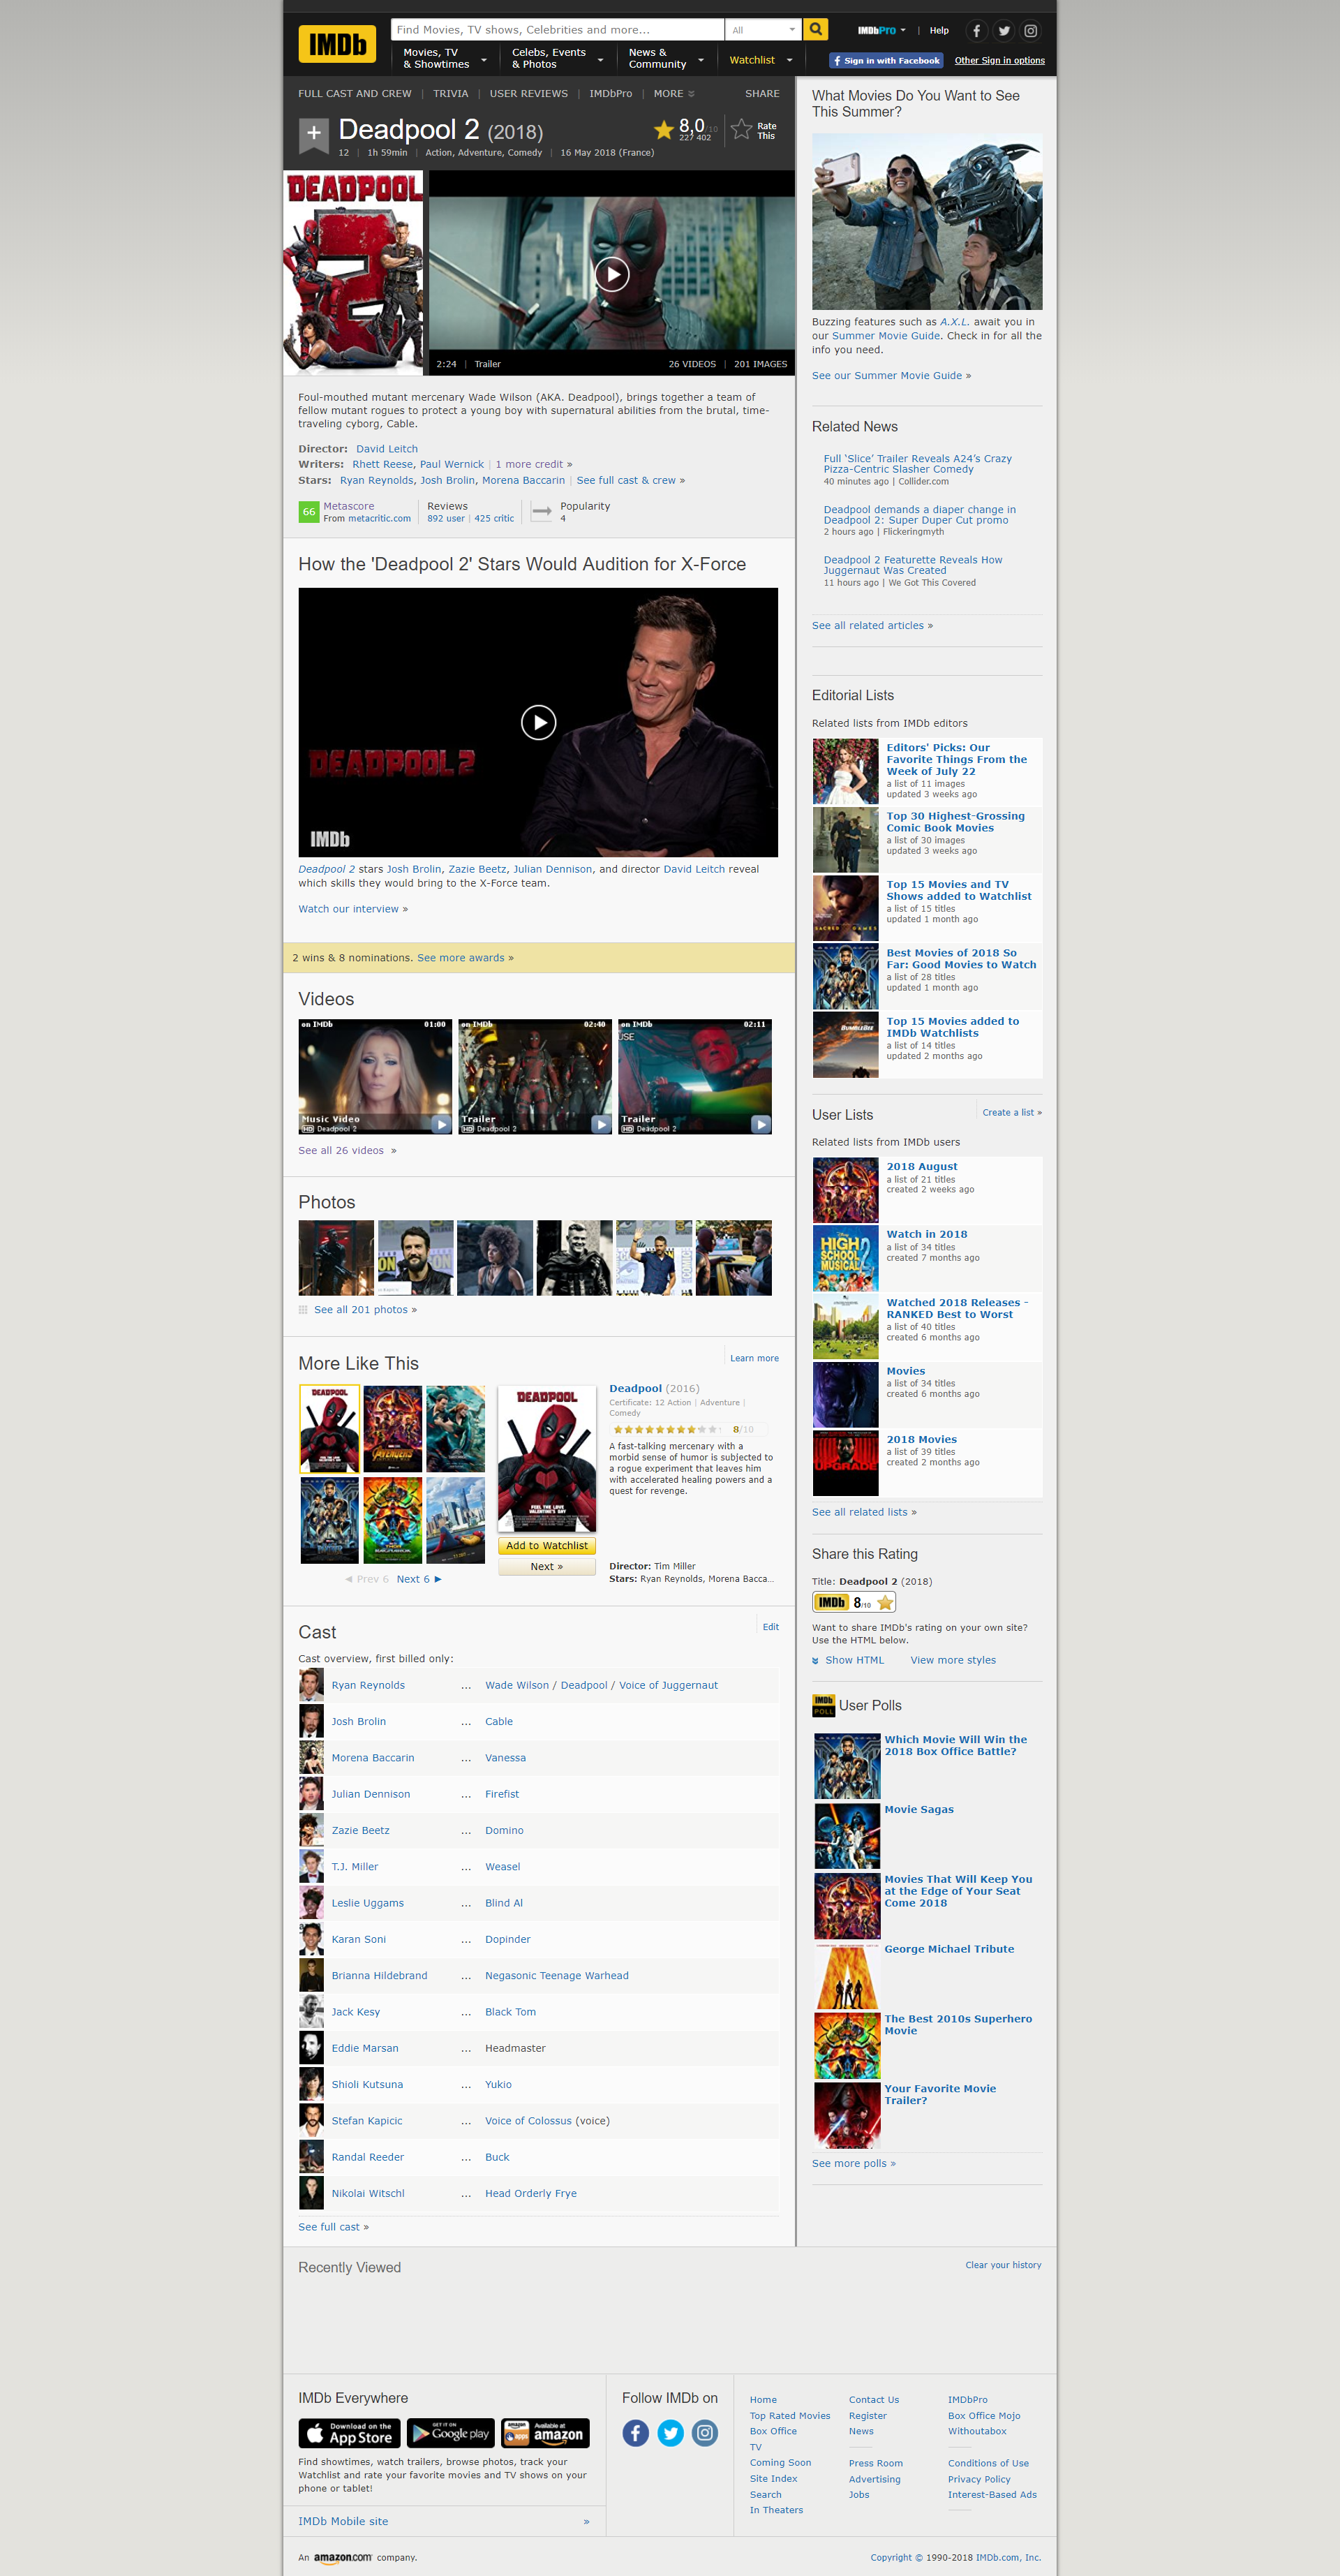 IMDb
Find Movies, TV shows, Celebrities and more...
All
IMDbPro
|
Help
Movies, TV
& Showtimes
Celebs, Events
& Photos
News &
Community
Watchlist
Sign in with Facebook
Other Sign in options
FULL CAST AND CREW | TRIVIA | USER REVIEWS | IMDbPro | MORE
SHARE
+
Deadpool 2 (2018)
8,0/10
227 402
Rate
This
12 | 1h 59min | Action, Adventure, Comedy | 16 May 2018 (France)
DEADPOOL
2:24 | Trailer
26 VIDEOS | 201 IMAGES
Foul-mouthed mutant mercenary Wade Wilson (AKA. Deadpool), brings together a team of
fellow mutant rogues to protect a young boy with supernatural abilities from the brutal, time-
traveling cyborg, Cable.
Director: David Leitch
Writers: Rhett Reese, Paul Wernick | 1 more credit »
Stars: Ryan Reynolds, Josh Brolin, Morena Baccarin | See full cast & crew »
66
Metascore
From metacritic.com
Reviews
892 user | 425 critic
Popularity
4
How the 'Deadpool 2' Stars Would Audition for X-Force
DEADPOOL 2
IMDb
Deadpool 2 stars Josh Brolin, Zazie Beetz, Julian Dennison, and director David Leitch reveal
which skills they would bring to the X-Force team.
Watch our interview »
2 wins & 8 nominations. See more awards »
Videos
on IMDb 01:00
Music Video
HD Deadpool 2
on IMDb 02:40
Trailer
HD Deadpool 2
on IMDb 02:11
USE
Trailer
HD Deadpool 2
See all 26 videos »
Photos
See all 201 photos »
More Like This
Learn more
DEADPOOL
DEADPOOL
FEEL THE LOVE
VALENTINE'S DAY
Add to Watchlist
Next »
◄ Prev 6 Next 6 ►
Deadpool (2016)
Certificate: 12 Action | Adventure |
Comedy
8/10
A fast-talking mercenary with a
morbid sense of humor is subjected to
a rogue experiment that leaves him
with accelerated healing powers and a
quest for revenge.
Director: Tim Miller
Stars: Ryan Reynolds, Morena Bacca...
Cast
Edit
Cast overview, first billed only:
Ryan Reynolds ... Wade Wilson / Deadpool / Voice of Juggernaut
Josh Brolin ... Cable
Morena Baccarin ... Vanessa
Julian Dennison ... Firefist
Zazie Beetz ... Domino
T.J. Miller ... Weasel
Leslie Uggams ... Blind Al
Karan Soni ... Dopinder
Brianna Hildebrand ... Negasonic Teenage Warhead
Jack Kesy ... Black Tom
Eddie Marsan ... Headmaster
Shioli Kutsuna ... Yukio
Stefan Kapicic ... Voice of Colossus (voice)
Randal Reeder ... Buck
Nikolai Witschl ... Head Orderly Frye
See full cast »
What Movies Do You Want to See
This Summer?
Buzzing features such as A.X.L. await you in
our Summer Movie Guide. Check in for all the
info you need.
See our Summer Movie Guide »
Related News
Full 'Slice' Trailer Reveals A24's Crazy
Pizza-Centric Slasher Comedy
40 minutes ago | Collider.com
Deadpool demands a diaper change in
Deadpool 2: Super Duper Cut promo
2 hours ago | Flickeringmyth
Deadpool 2 Featurette Reveals How
Juggernaut Was Created
11 hours ago | We Got This Covered
See all related articles »
Editorial Lists
Related lists from IMDb editors
Editors' Picks: Our
Favorite Things From the
Week of July 22
a list of 11 images
updated 3 weeks ago
Top 30 Highest-Grossing
Comic Book Movies
a list of 30 images
updated 3 weeks ago
SACRED GAMES
Top 15 Movies and TV
Shows added to Watchlist
a list of 15 titles
updated 1 month ago
Best Movies of 2018 So
Far: Good Movies to Watch
a list of 28 titles
updated 1 month ago
BUMBLEBEE
Top 15 Movies added to
IMDb Watchlists
a list of 14 titles
updated 2 months ago
User Lists
Create a list »
Related lists from IMDb users
2018 August
a list of 21 titles
created 2 weeks ago
HIGH SCHOOL MUSICAL 2
Watch in 2018
a list of 34 titles
created 7 months ago
Watched 2018 Releases -
RANKED Best to Worst
a list of 40 titles
created 6 months ago
Movies
a list of 34 titles
created 6 months ago
UPGRADE
2018 Movies
a list of 39 titles
created 2 months ago
See all related lists »
Share this Rating
Title: Deadpool 2 (2018)
IMDb 8/10
Want to share IMDb's rating on your own site?
Use the HTML below.
Show HTML View more styles
IMDb
POLL
User Polls
Which Movie Will Win the
2018 Box Office Battle?
Movie Sagas
Movies That Will Keep You
at the Edge of Your Seat
Come 2018
George Michael Tribute
The Best 2010s Superhero
Movie
Your Favorite Movie
Trailer?
See more polls »
Recently Viewed
Clear your history
IMDb Everywhere
Download on the
App Store
GET IT ON
Google play
Available at
amazon
Find showtimes, watch trailers, browse photos, track your
Watchlist and rate your favorite movies and TV shows on your
phone or tablet!
IMDb Mobile site »
Follow IMDb on
Home
Top Rated Movies
Box Office
TV
Coming Soon
Site Index
Search
In Theaters
Contact Us
Register
News
Press Room
Advertising
Jobs
IMDbPro
Box Office Mojo
Withoutabox
Conditions of Use
Privacy Policy
Interest-Based Ads
An amazon.com company.
Copyright © 1990-2018 IMDb.com, Inc.